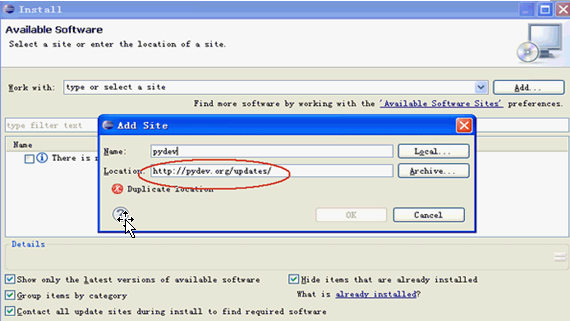 Install
Available Software
Select a site or enter the location of a site.
Work with: type or select a site Add...
Find more software by working with the 'Available Software Sites' preferences.
type filter text
Name
There is
Add Site
Name: pydev Local...
Location: http://pydev.org/updates/ Archive...
Duplicate location
OK Cancel
Details
Show only the latest versions of available software Hide items that are already installed
Group items by category What is already installed?
Contact all update sites during install to find required software